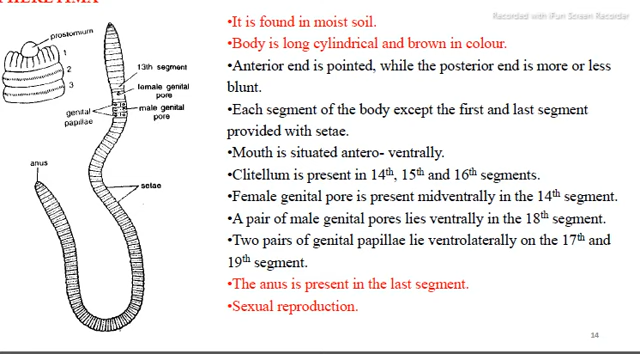 PHERETIMA
Recorded with iFun Screen Recorder
prostomium
1
2
3
13th segment
female genital
pore
genital
papillae
male genital
pore
anus
setae
•It is found in moist soil.
•Body is long cylindrical and brown in colour.
•Anterior end is pointed, while the posterior end is more or less
blunt.
•Each segment of the body except the first and last segment
provided with setae.
•Mouth is situated antero- ventrally.
•Clitellum is present in 14th, 15th and 16th segments.
•Female genital pore is present midventrally in the 14th segment.
•A pair of male genital pores lies ventrally in the 18th segment.
•Two pairs of genital papillae lie ventrolaterally on the 17th and
19th segment.
•The anus is present in the last segment.
•Sexual reproduction.
14